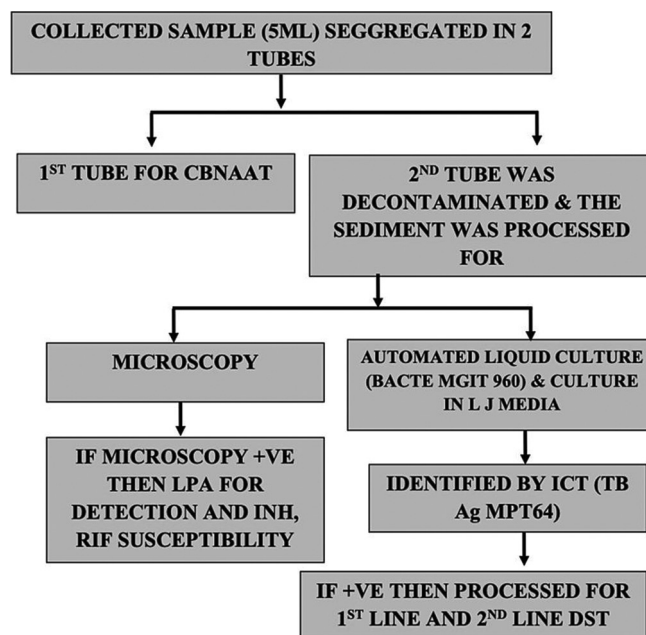 COLLECTED SAMPLE (5ML) SEGGREGATED IN 2
TUBES
1ST TUBE FOR CBNAAT
2ND TUBE WAS
DECONTAMINATED & THE
SEDIMENT WAS PROCESSED
FOR
MICROSCOPY
AUTOMATED LIQUID CULTURE
(BACTE MGIT 960) & CULTURE
IN L J MEDIA
IF MICROSCOPY +VE
THEN LPA FOR
DETECTION AND INH,
RIF SUSCEPTIBILITY
IDENTIFIED BY ICT (TB
Ag MPT64)
IF +VE THEN PROCESSED FOR
1ST LINE AND 2ND LINE DST